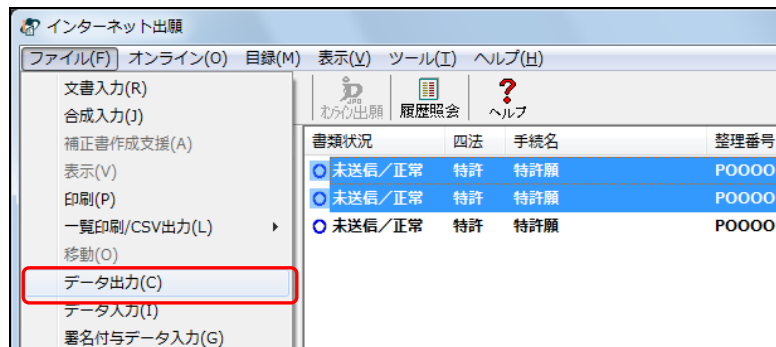 インターネット出願
ファイル(F) オンライン(O) 目録(M) 表示(V) ツール(T) ヘルプ(H)
文書入力(R)
合成入力(J)
補正書作成支援(A)
表示(V)
印刷(P)
一覧印刷/CSV出力(L)
移動(O)
データ出力(C)
データ入力(I)
署名付与データ入力(G)
オンライン出願 履歴照会 ヘルプ
書類状況 四法 手続名 整理番号
未送信/正常 特許 特許願 P0000
未送信/正常 特許 特許願 P0000
未送信/正常 特許 特許願 P0000